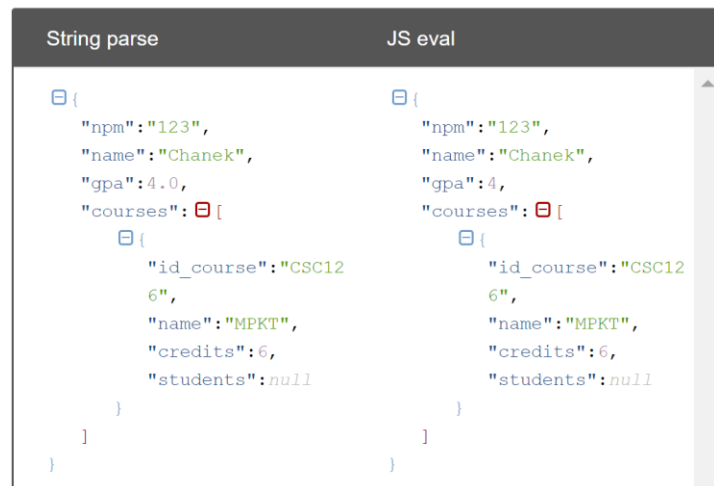 String parse
JS eval
{
"npm":"123",
"name":"Chanek",
"gpa":4.0,
"courses":[
{
"id_course":"CSC12
6",
"name":"MPKT",
"credits":6,
"students":null
}
]
}
{
"npm":"123",
"name":"Chanek",
"gpa":4,
"courses":[
{
"id_course":"CSC12
6",
"name":"MPKT",
"credits":6,
"students":null
}
]
}